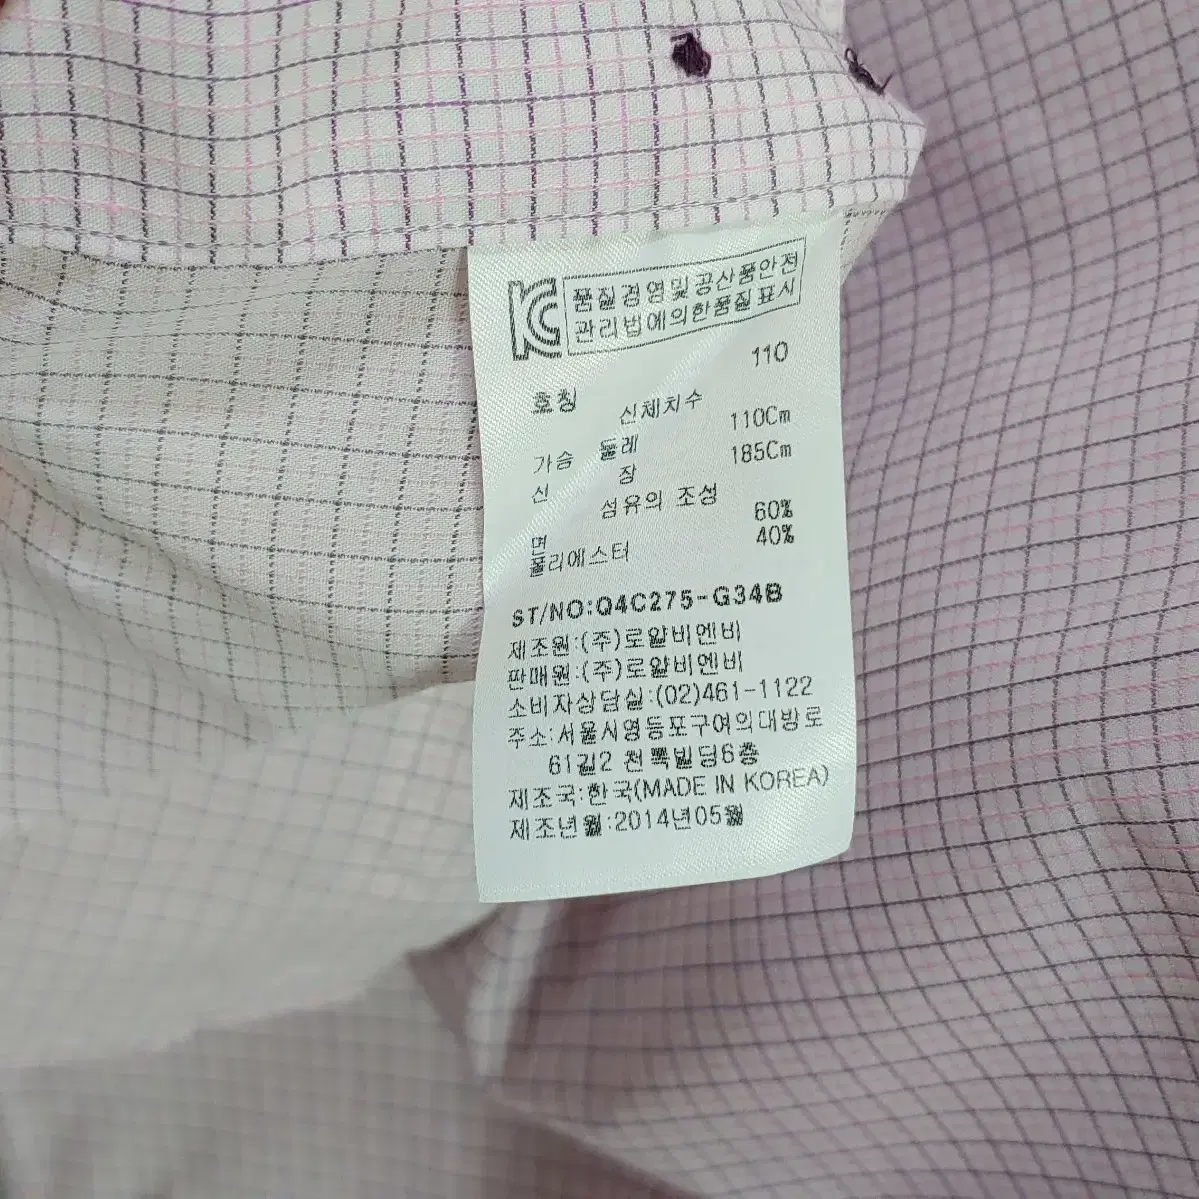 KC
품질경영및공산품안전
관리법에의한품질표시
호칭 110
신체치수
가슴 둘레 110Cm
신 장 185Cm
섬유의 조성
면 60%
폴리에스터 40%
ST/NO:Q4C275-G34B
제조원:(주)로얄비엔비
판매원:(주)로얄비엔비
소비자상담실:(02)461-1122
주소:서울시영등포구여의대방로
61길2 천록빌딩6층
제조국:한국(MADE IN KOREA)
제조년월:2014년05월